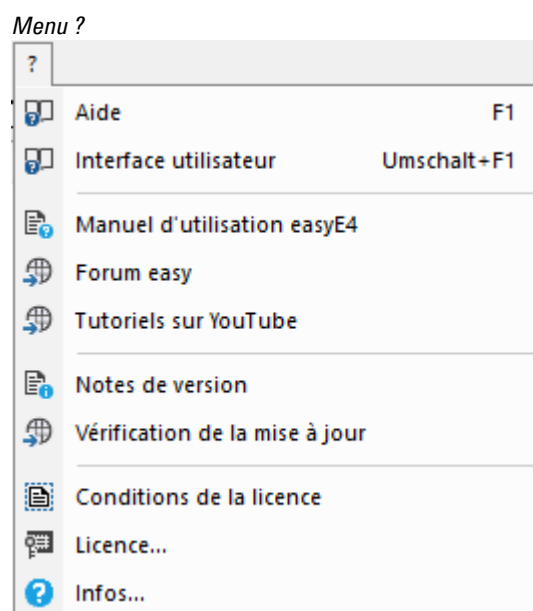 Menu ?
?
Aide F1
Interface utilisateur Umschalt+F1
Manuel d'utilisation easyE4
Forum easy
Tutoriels sur YouTube
Notes de version
Vérification de la mise à jour
Conditions de la licence
Licence...
Infos...